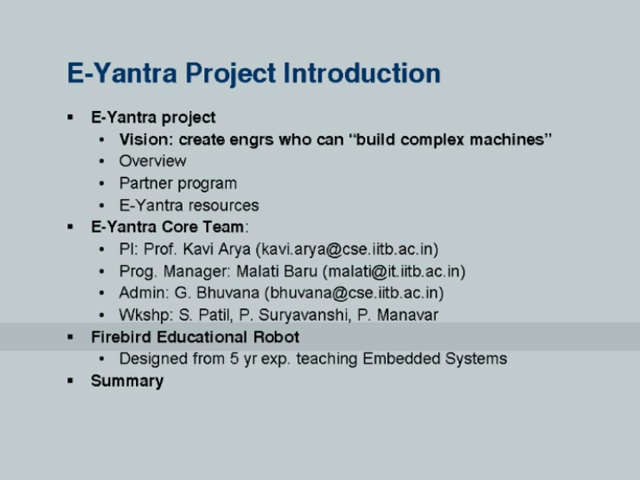 E-Yantra Project Introduction
▪ E-Yantra project
• Vision: create engrs who can “build complex machines”
• Overview
• Partner program
• E-Yantra resources
▪ E-Yantra Core Team:
• PI: Prof. Kavi Arya (kavi.arya@cse.iitb.ac.in)
• Prog. Manager: Malati Baru (malati@it.iitb.ac.in)
• Admin: G. Bhuvana (bhuvana@cse.iitb.ac.in)
• Wkshp: S. Patil, P. Suryavanshi, P. Manavar
▪ Firebird Educational Robot
• Designed from 5 yr exp. teaching Embedded Systems
▪ Summary